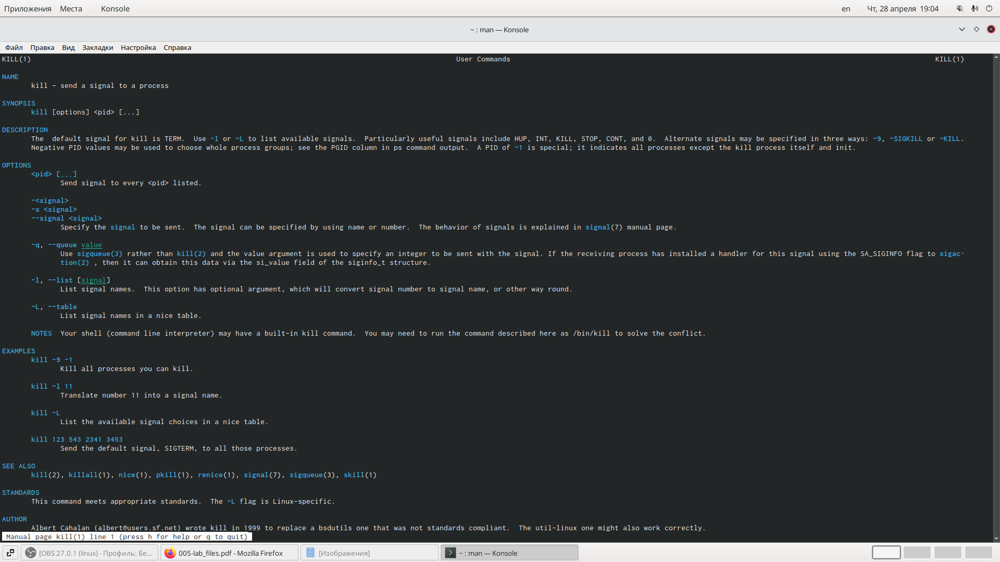 Приложения Места Konsole en Чт, 28 апреля 19:04
~ : man — Konsole
Файл Правка Вид Закладки Настройка Справка
KILL(1) User Commands KILL(1)
NAME
kill - send a signal to a process
SYNOPSIS
kill [options] <pid> [...]
DESCRIPTION
The default signal for kill is TERM. Use -l or -L to list available signals. Particularly useful signals include HUP, INT, KILL, STOP, CONT, and 0. Alternate signals may be specified in three ways: -9, -SIGKILL or -KILL.
Negative PID values may be used to choose whole process groups; see the PGID column in ps command output. A PID of -1 is special; it indicates all processes except the kill process itself and init.
OPTIONS
<pid> [...]
Send signal to every <pid> listed.
-<signal>
-s <signal>
--signal <signal>
Specify the signal to be sent. The signal can be specified by using name or number. The behavior of signals is explained in signal(7) manual page.
-q, --queue value
Use sigqueue(3) rather than kill(2) and the value argument is used to specify an integer to be sent with the signal. If the receiving process has installed a handler for this signal using the SA_SIGINFO flag to sigac-
tion(2) , then it can obtain this data via the si_value field of the siginfo_t structure.
-l, --list [signal]
List signal names. This option has optional argument, which will convert signal number to signal name, or other way round.
-L, --table
List signal names in a nice table.
NOTES Your shell (command line interpreter) may have a built-in kill command. You may need to run the command described here as /bin/kill to solve the conflict.
EXAMPLES
kill -9 -1
Kill all processes you can kill.
kill -l 11
Translate number 11 into a signal name.
kill -L
List the available signal choices in a nice table.
kill 123 543 2341 3453
Send the default signal, SIGTERM, to all those processes.
SEE ALSO
kill(2), killall(1), nice(1), pkill(1), renice(1), signal(7), sigqueue(3), skill(1)
STANDARDS
This command meets appropriate standards. The -L flag is Linux-specific.
AUTHOR
Albert Cahalan ⟨albert@users.sf.net⟩ wrote kill in 1999 to replace a bsdutils one that was not standards compliant. The util-linux one might also work correctly.
Manual page kill(1) line 1 (press h for help or q to quit)
[OBS 27.0.1 (linux) - Профиль: Бе... 005-lab_files.pdf - Mozilla Firefox [Изображения] ~ : man — Konsole